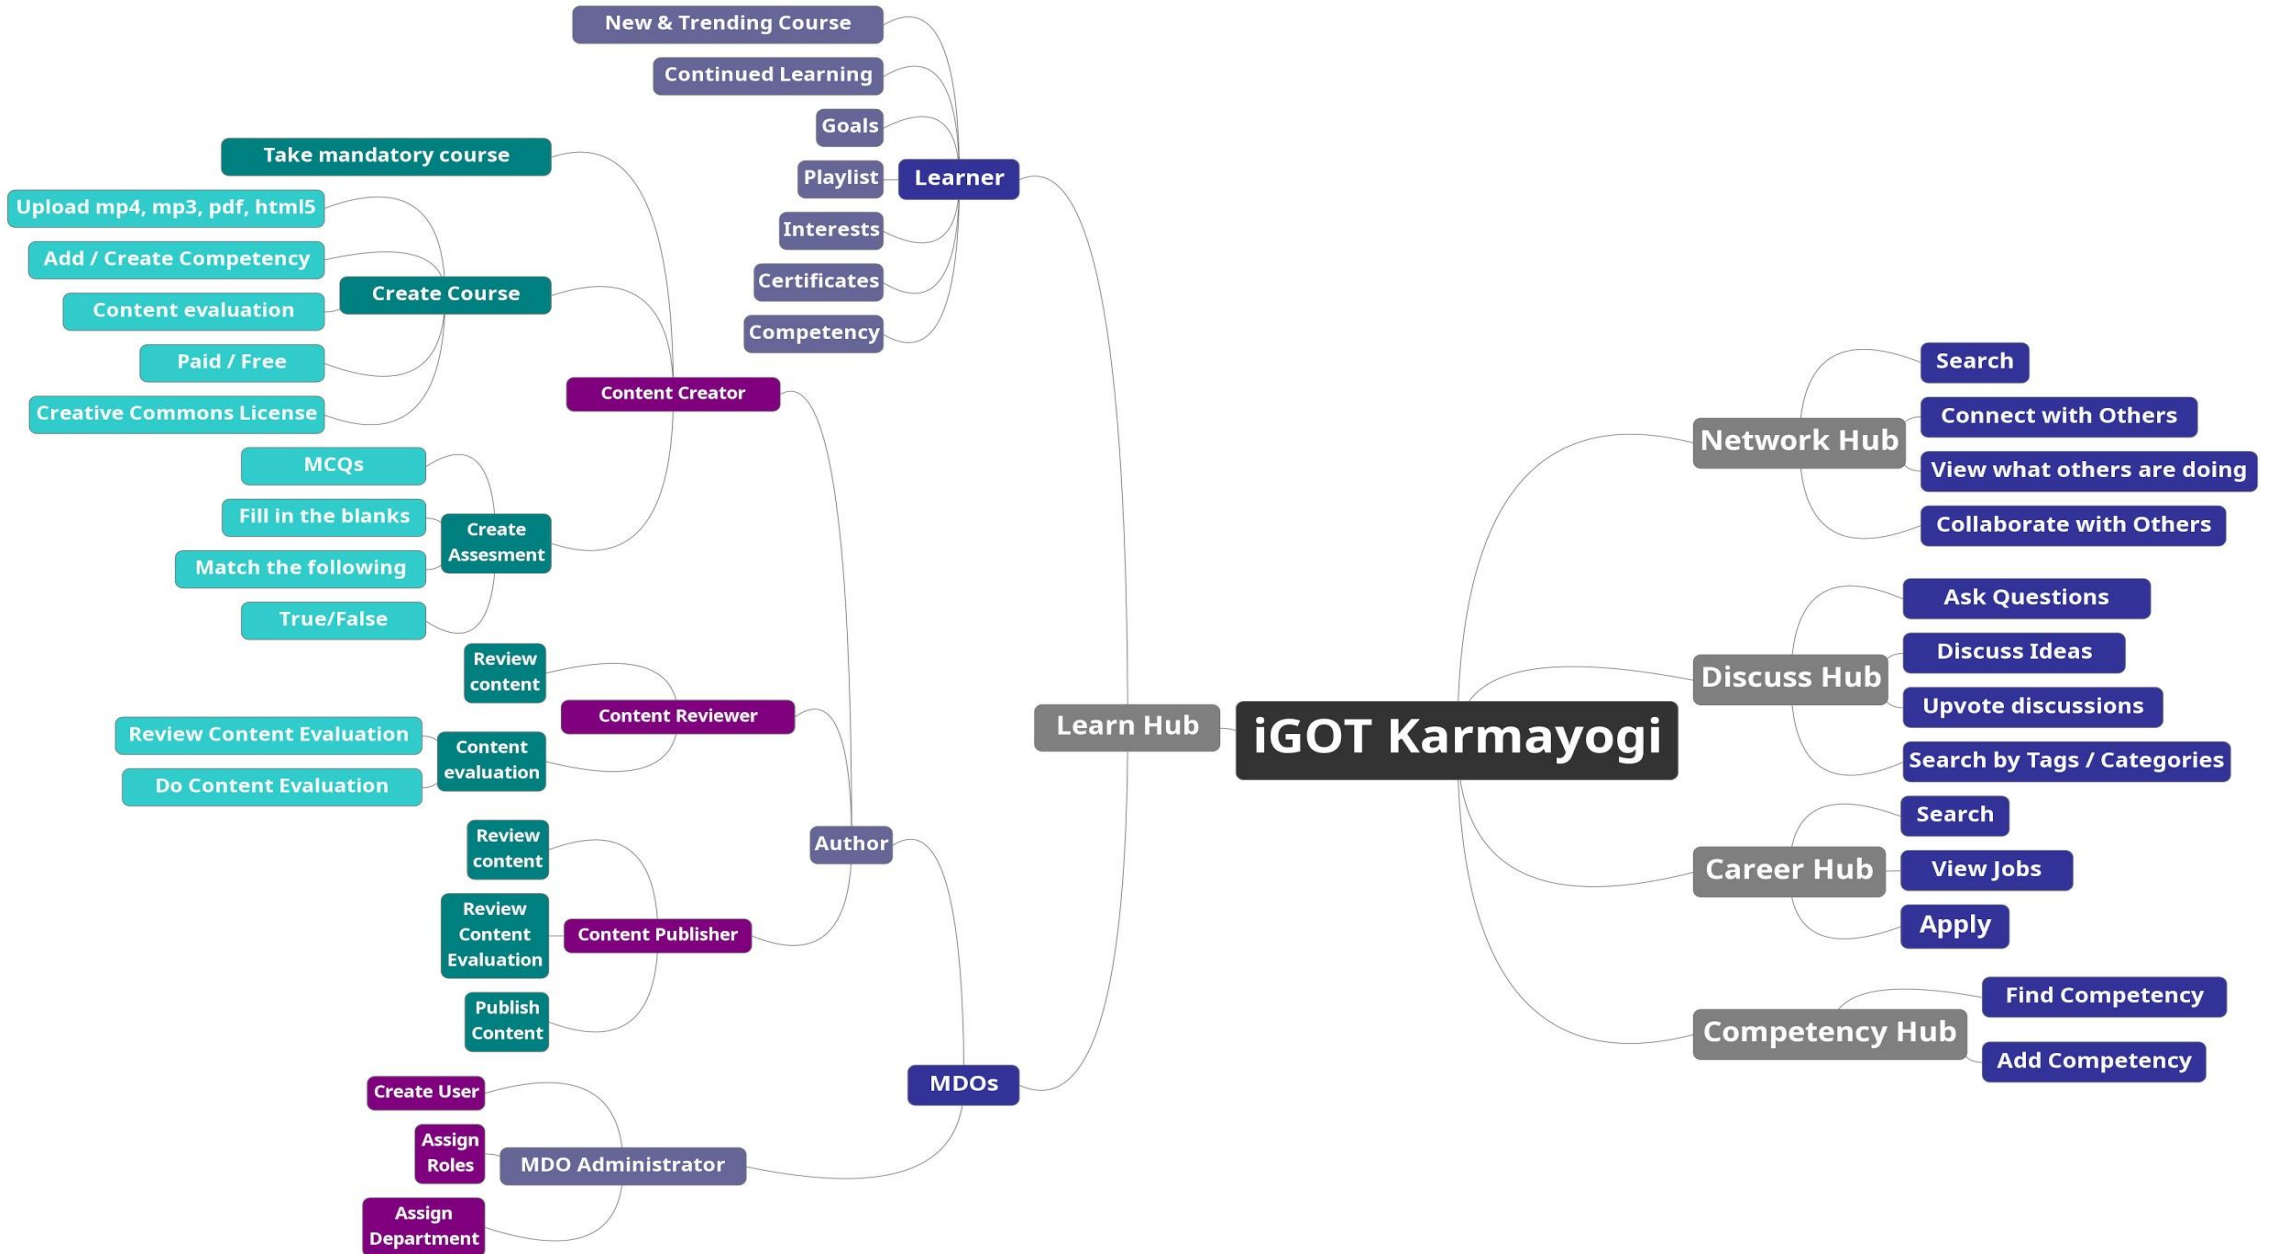 New & Trending Course
Continued Learning
Goals
Playlist
Interests
Certificates
Competency
Learner
Take mandatory course
Upload mp4, mp3, pdf, html5
Add / Create Competency
Content evaluation
Paid / Free
Creative Commons License
Create Course
MCQs
Fill in the blanks
Match the following
True/False
Create
Assesment
Content Creator
Review
content
Review Content Evaluation
Do Content Evaluation
Content
evaluation
Content Reviewer
Review
content
Review
Content
Evaluation
Publish
Content
Content Publisher
Author
Create User
Assign
Roles
Assign
Department
MDO Administrator
MDOs
Learn Hub
iGOT Karmayogi
Network Hub
Search
Connect with Others
View what others are doing
Collaborate with Others
Discuss Hub
Ask Questions
Discuss Ideas
Upvote discussions
Search by Tags / Categories
Career Hub
Search
View Jobs
Apply
Competency Hub
Find Competency
Add Competency